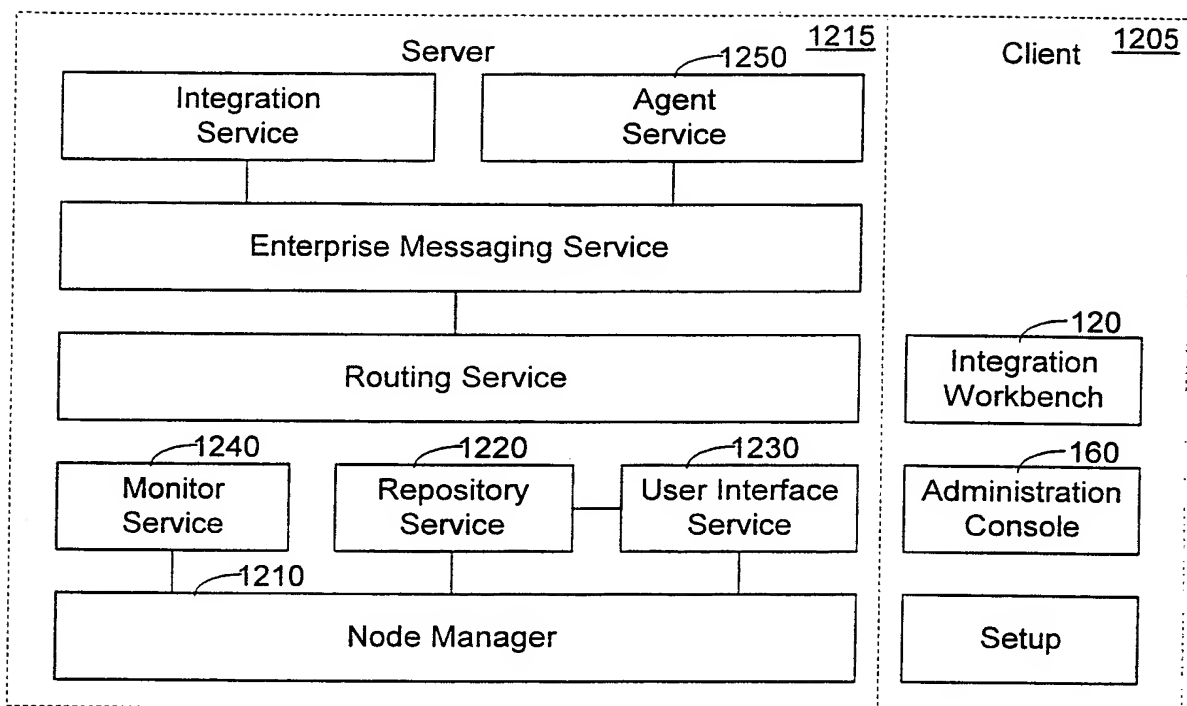 Server
1215
Client
1205
Integration
Service
1250
Agent
Service
Enterprise Messaging Service
Routing Service
120
Integration
Workbench
1240
Monitor
Service
1220
Repository
Service
1230
User Interface
Service
160
Administration
Console
1210
Node Manager
Setup